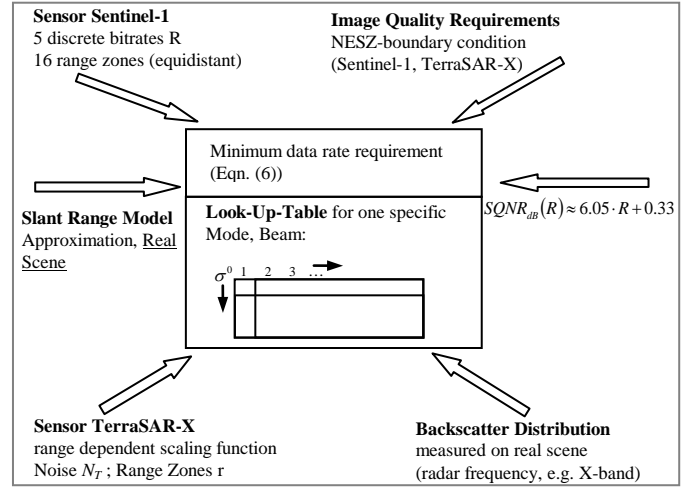 Sensor Sentinel-1
5 discrete bitrates R
16 range zones (equidistant)
Image Quality Requirements
NESZ-boundary condition
(Sentinel-1, TerraSAR-X)
Minimum data rate requirement
(Eqn. (6))
Slant Range Model
Approximation, Real
Scene
Look-Up-Table for one specific
Mode, Beam:
σ⁰ 1 2 3 ...
SQNR_dB(R) ≈ 6.05 · R + 0.33
Sensor TerraSAR-X
range dependent scaling function
Noise N_T ; Range Zones r
Backscatter Distribution
measured on real scene
(radar frequency, e.g. X-band)